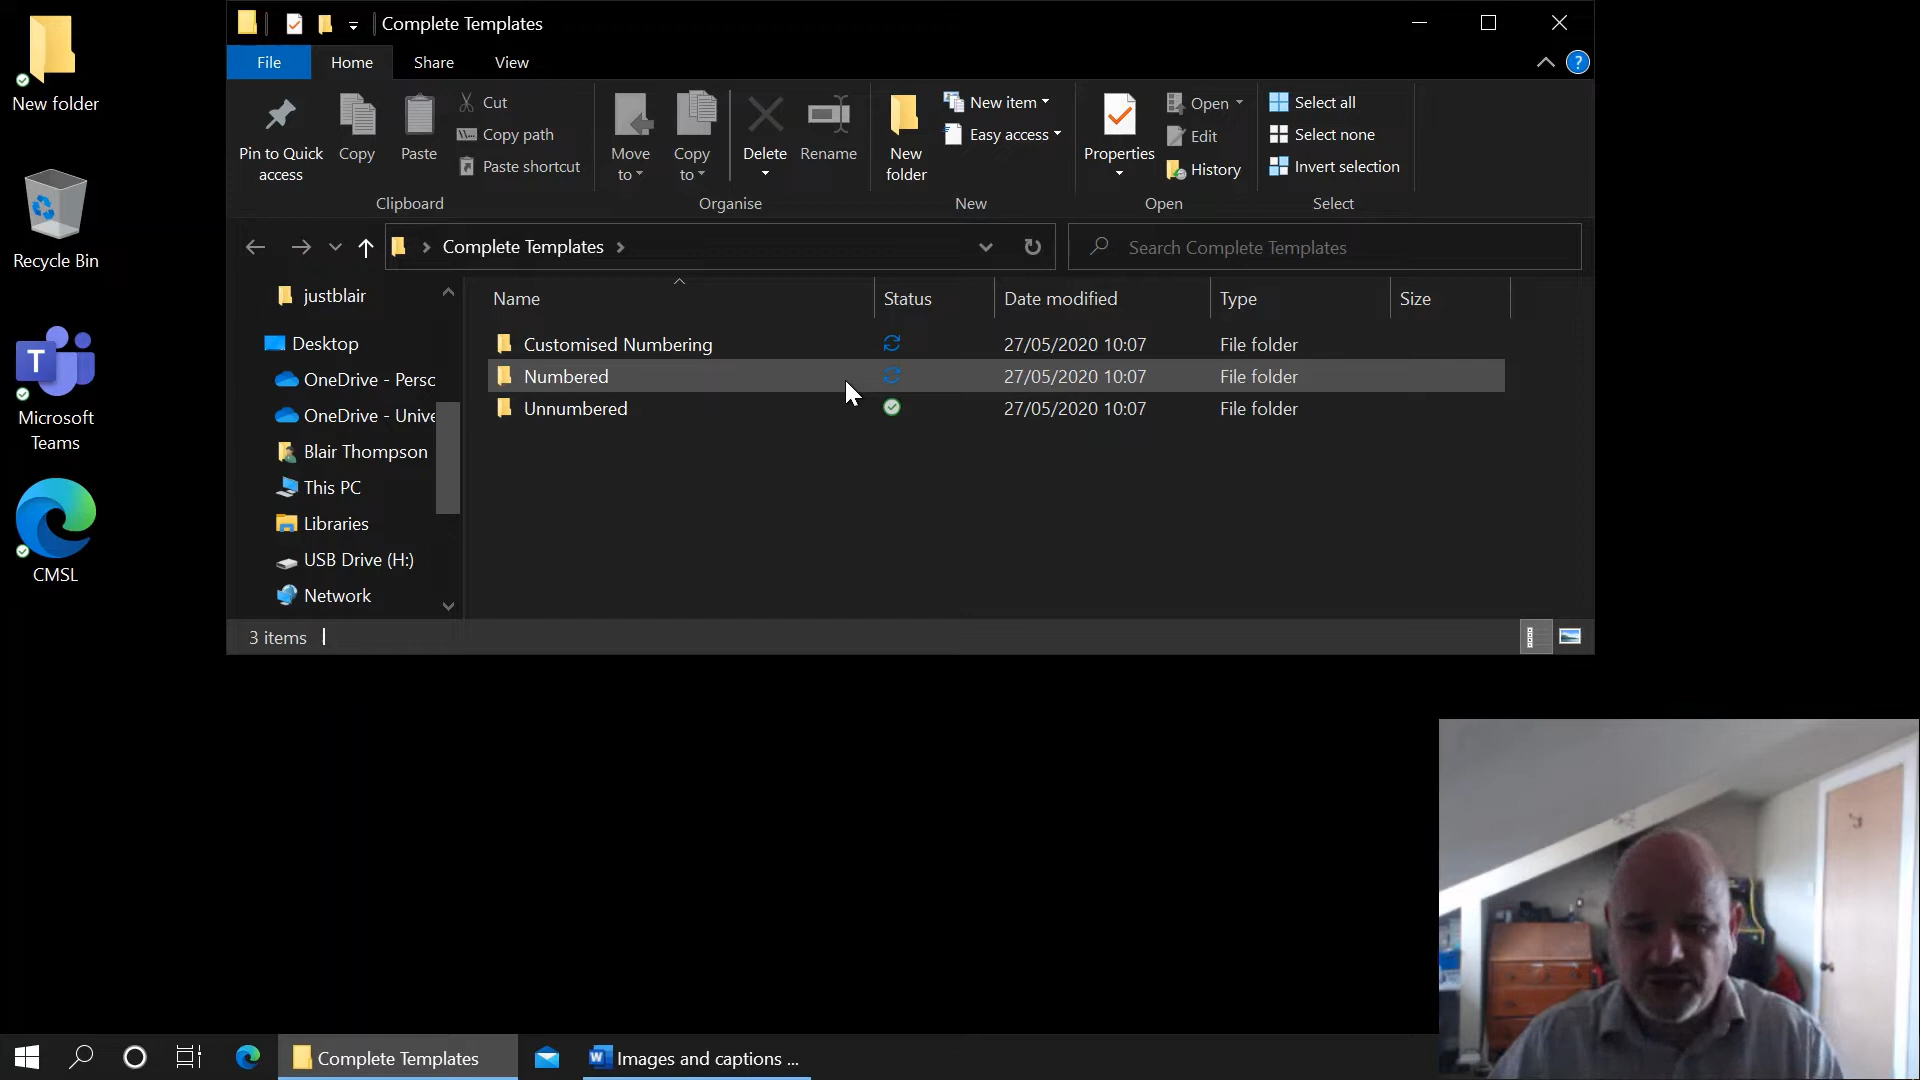 Complete Templates
File
Home
Share
View
Pin to Quick access
Copy
Paste
Cut
Copy path
Paste shortcut
Clipboard
Move to
Copy to
Delete
Rename
Organise
New folder
New item
Easy access
New
Properties
Open
Edit
History
Open
Select all
Select none
Invert selection
Select
Complete Templates
Search Complete Templates
justblair
Desktop
OneDrive - Persc
OneDrive - Unive
Blair Thompson
This PC
Libraries
USB Drive (H:)
Network
Name Status Date modified Type Size
Customised Numbering 27/05/2020 10:07 File folder
Numbered 27/05/2020 10:07 File folder
Unnumbered 27/05/2020 10:07 File folder
3 items
New folder
Recycle Bin
T
Microsoft
Teams
CMSL
Complete Templates
W
Images and captions ...